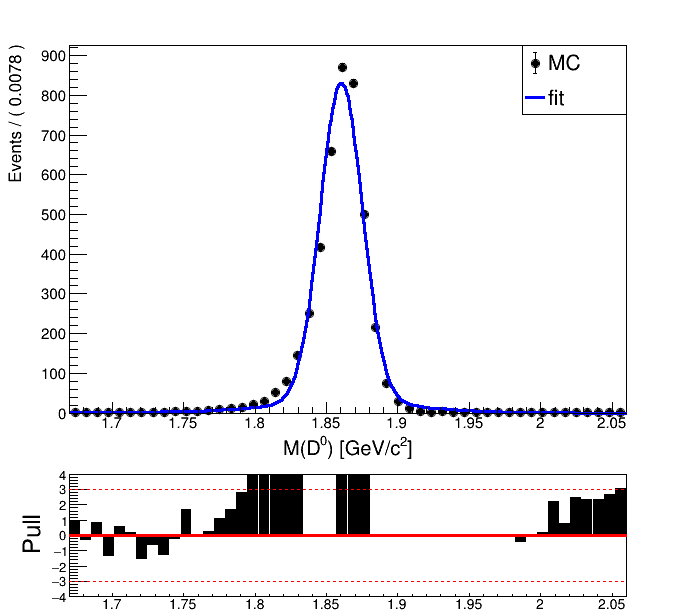 Events / ( 0.0078 )
900
800
700
600
500
400
300
200
100
0
MC
fit
1.7 1.75 1.8 1.85 1.9 1.95 2 2.05
M(D⁰) [GeV/c²]
Pull
4
3
2
1
0
−1
−2
−3
−4
1.7 1.75 1.8 1.85 1.9 1.95 2 2.05